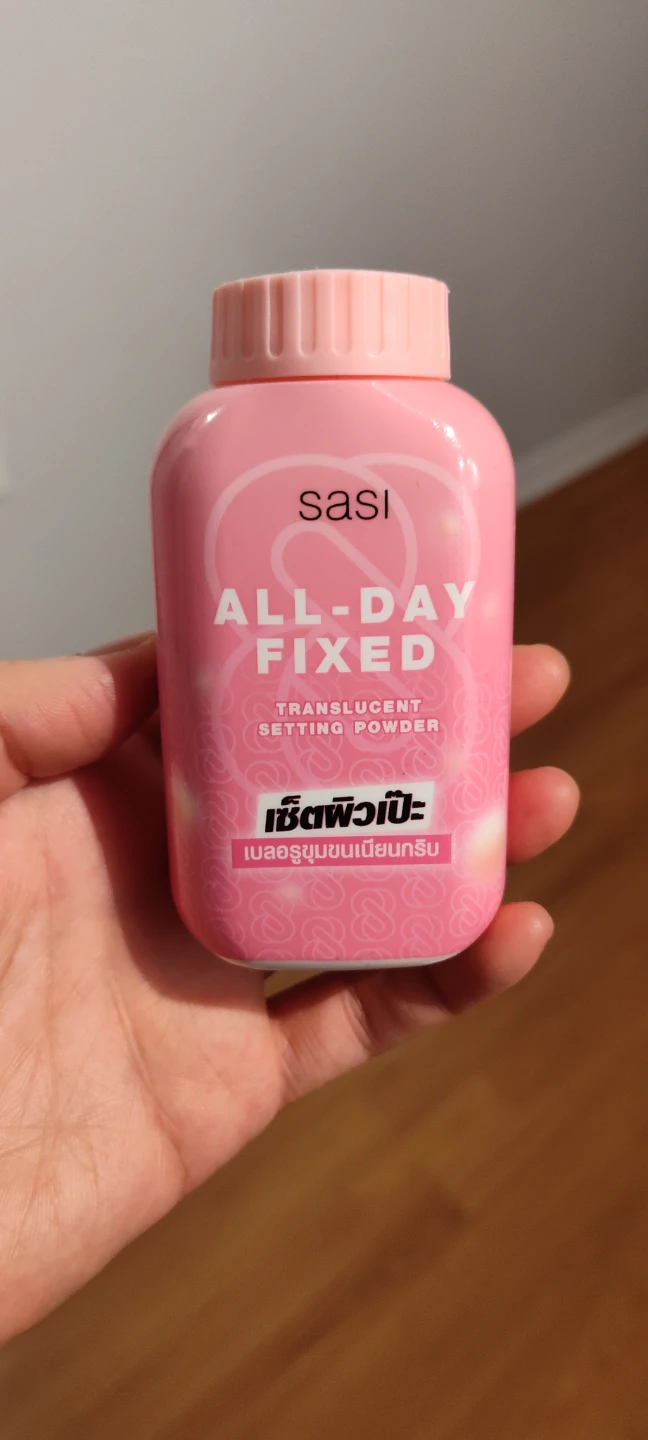 sasi
ALL-DAY
FIXED
TRANSLUCENT
SETTING POWDER
เซ็ตผิวเป๊ะ
เบลอรูขุมขนเนียนกริบ